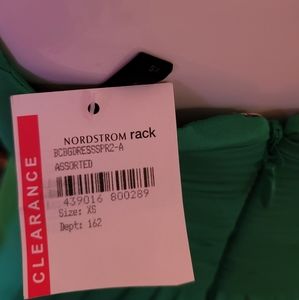 NORDSTROM rack
BCBGDRESSSPR2-A
ASSORTED
439016 800289
Size: XS
Dept: 162
CLEARANCE